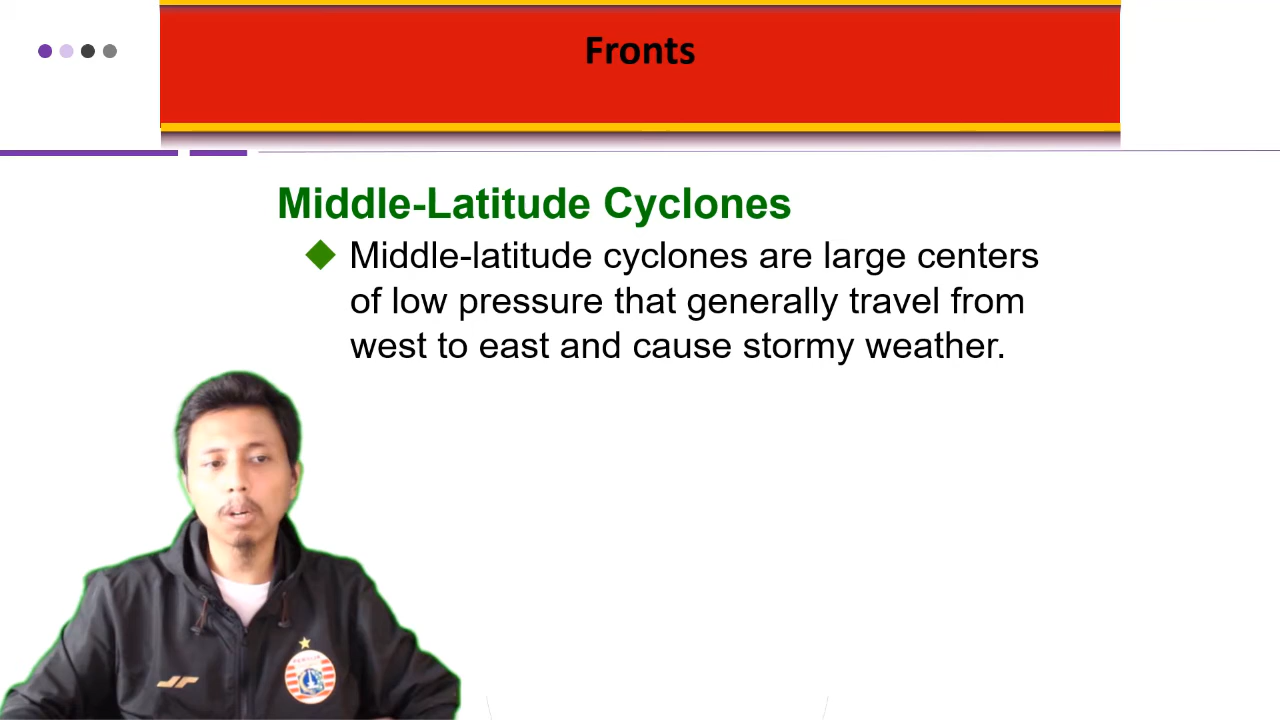 Fronts
Middle-Latitude Cyclones
Middle-latitude cyclones are large centers
of low pressure that generally travel from
west to east and cause stormy weather.